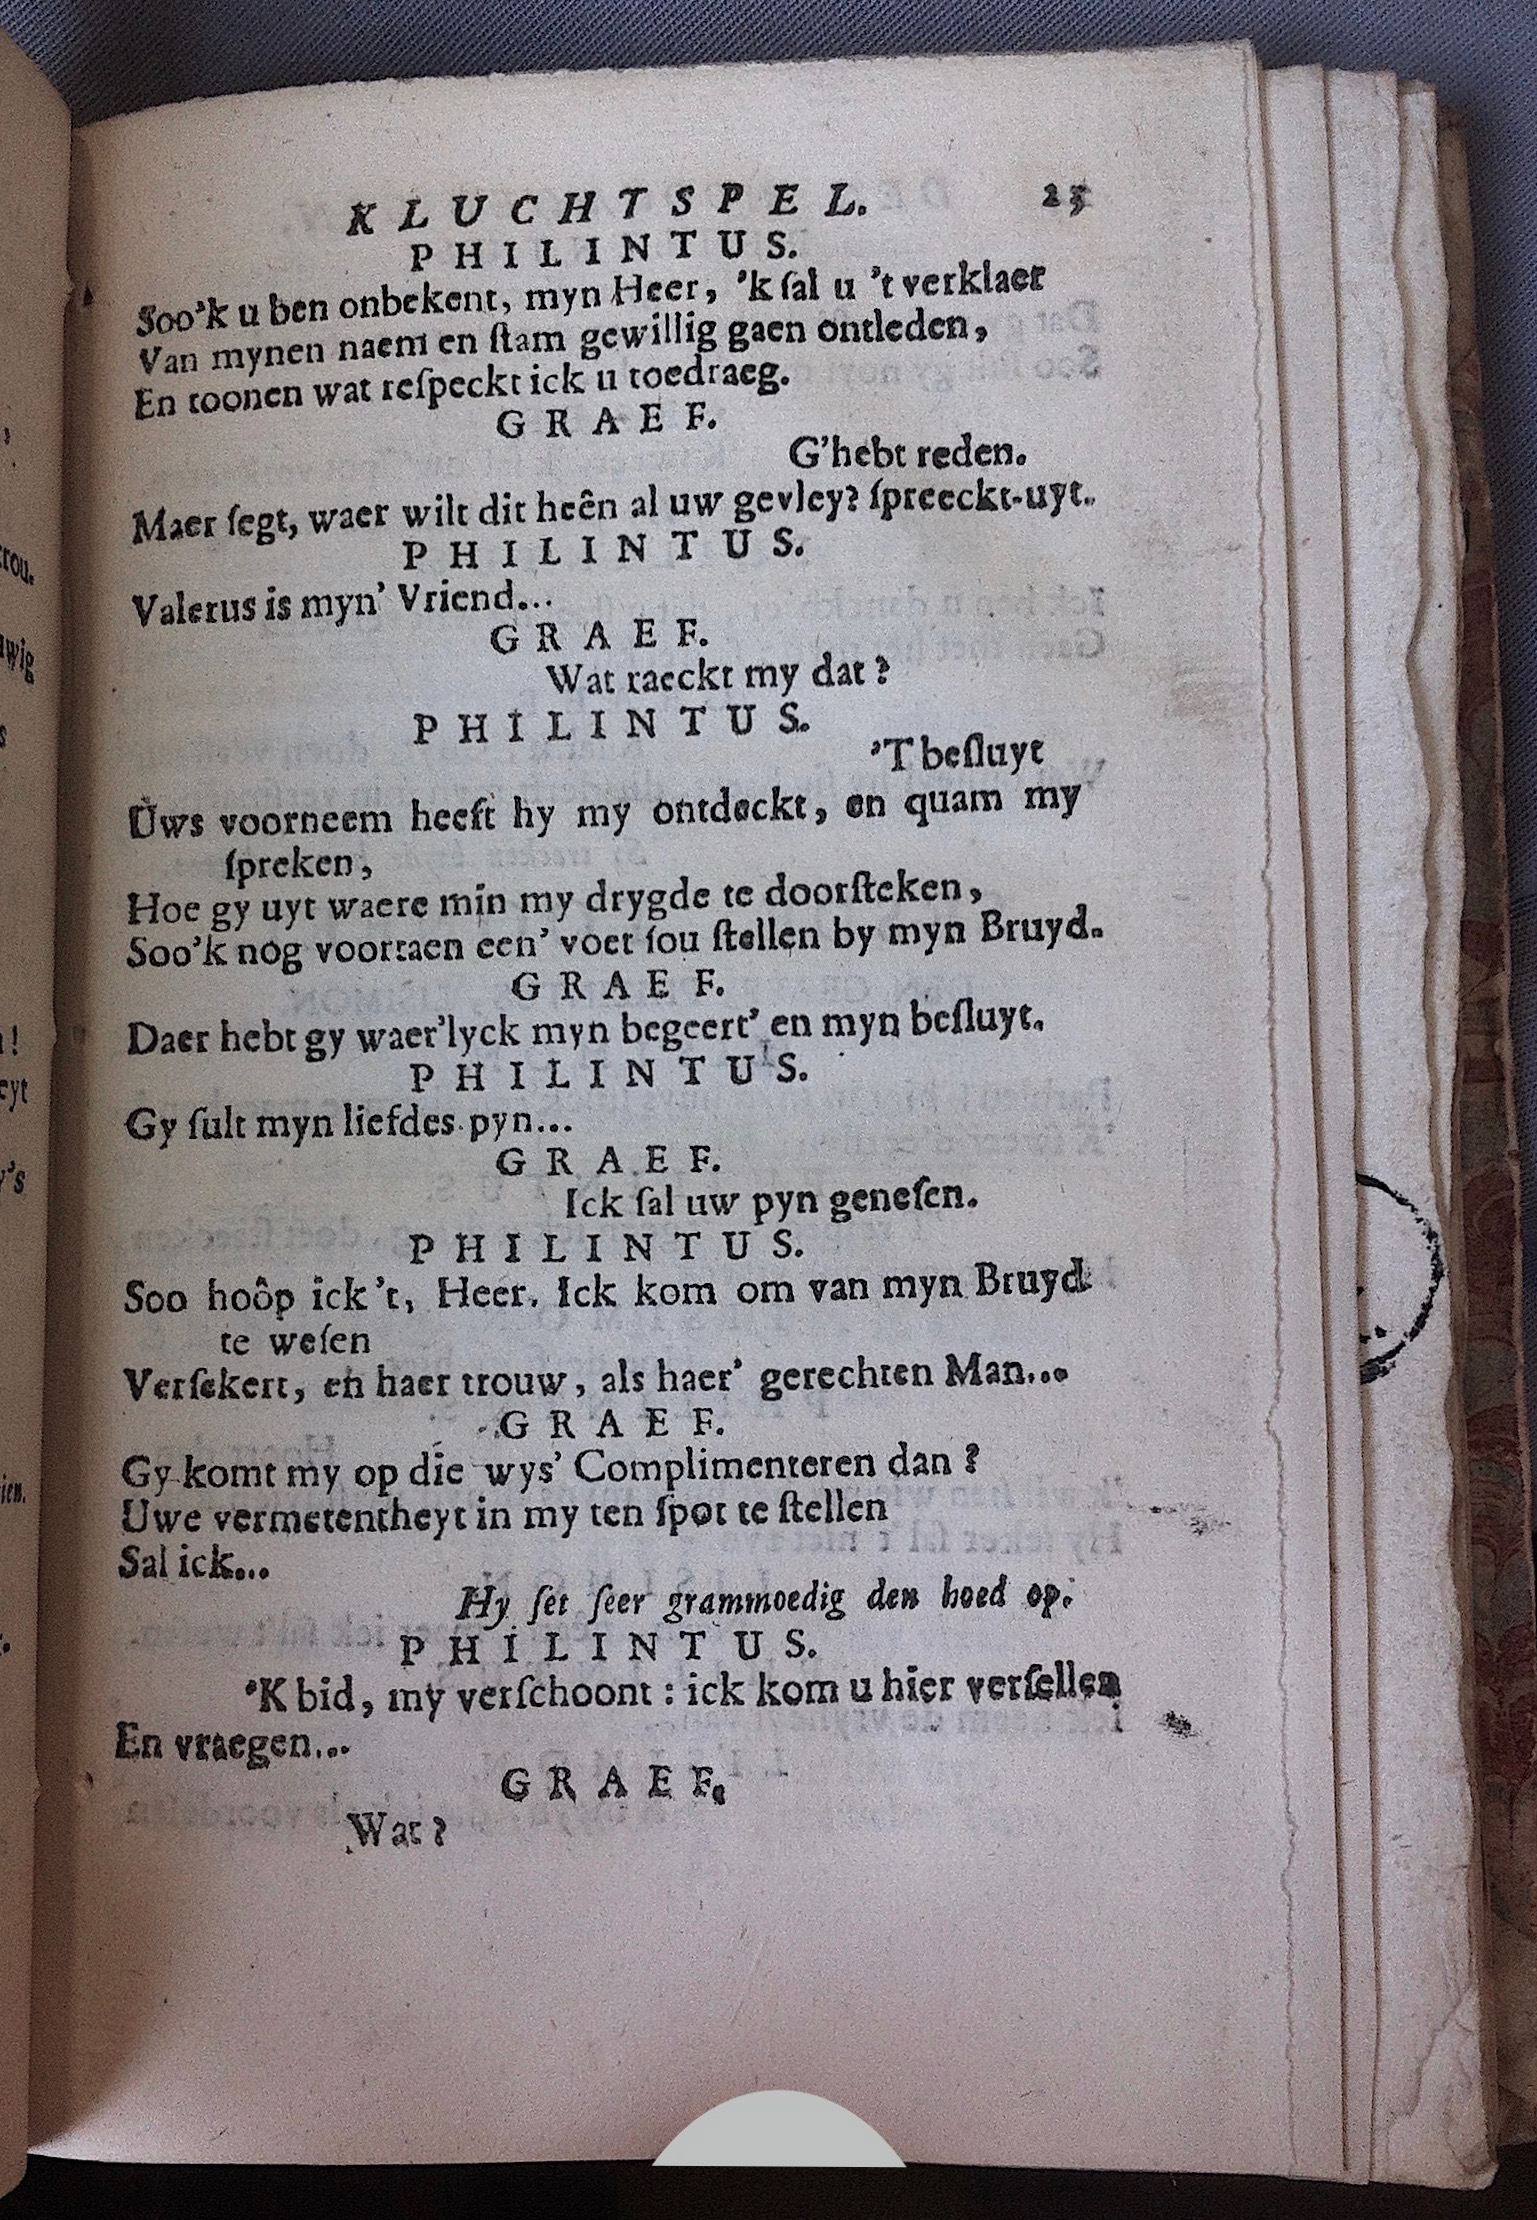 KLUCHTSPEL. 25
PHILINTUS.
Soo'k u ben onbekent, myn Heer, 'k ſal u 't verklaer
Van mynen naem en ſtam gewillig gaen ontleden,
En toonen wat reſpeckt ick u toedraeg.
GRAEF.
G'hebt reden.
Maer ſegt, waer wilt dit heên al uw gevley? ſpreeckt-uyt.
PHILINTUS.
Valerus is myn' Vriend...
GRAEF.
Wat raeckt my dat?
PHILINTUS.
'T beſluyt
Uws voorneem heeft hy my ontdeckt, en quam my
ſpreken,
Hoe gy uyt waere min my drygde te doorſteken,
Soo'k nog voortaen een' voet ſou ſtellen by myn Bruyd.
GRAEF.
Daer hebt gy waer'lyck myn begeert' en myn beſluyt.
PHILINTUS.
Gy ſult myn liefdes pyn...
GRAEF.
Ick ſal uw pyn geneſen.
PHILINTUS.
Soo hoôp ick 't, Heer. Ick kom om van myn Bruyd
te weſen
Verſekert, en haer trouw, als haer' gerechten Man...
GRAEF.
Gy komt my op die wys' Complimenteren dan?
Uwe vermetentheyt in my ten ſpot te ſtellen
Sal ick...
Hy ſet ſeer grammoedig den hoed op.
PHILINTUS.
'K bid, my verſchoont: ick kom u hier verſellen
En vraegen...
GRAEF.
Wat?